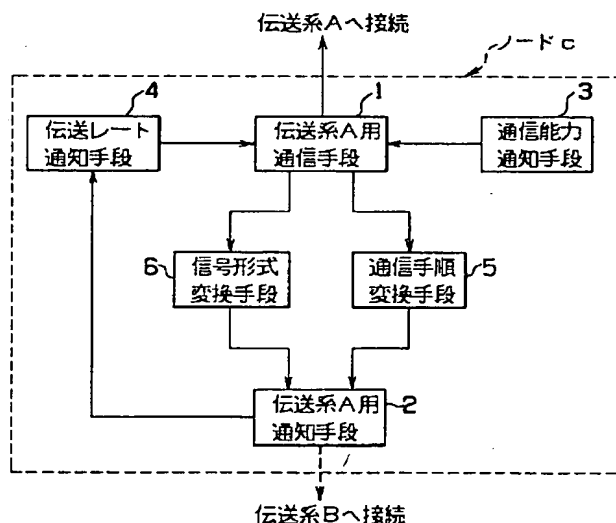 伝送系Aへ接続
ノードc
4
伝送レート
通知手段
1
伝送系A用
通信手段
3
通信能力
通知手段
6
信号形式
変換手段
通信手順
変換手段
5
伝送系A用
通知手段
2
伝送系Bへ接続